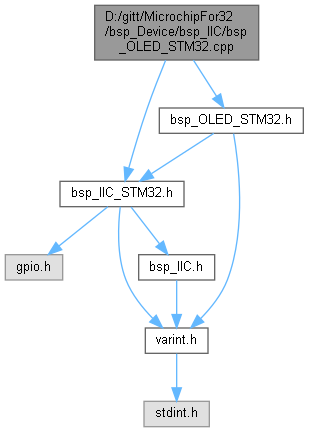 D:/gitt/MicrochipFor32
/bsp_Device/bsp_IIC/bsp
_OLED_STM32.cpp
bsp_OLED_STM32.h
bsp_IIC_STM32.h
gpio.h
bsp_IIC.h
varint.h
stdint.h